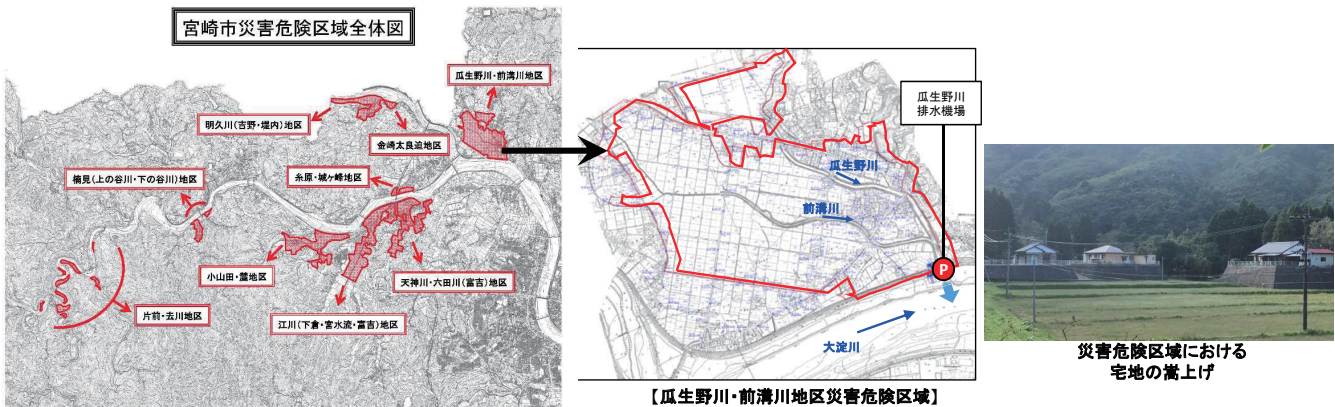 宮崎市災害危険区域全体図
瓜生野川・前溝川地区
明久川(吉野・堤内)地区
金崎太良迫地区
楠見(上の谷川・下の谷川)地区
糸原・城ヶ峰地区
小山田・麓地区
天神川・六田川(富吉)地区
片前・去川地区
江川(下倉・宮水流・富吉)地区
瓜生野川
排水機場
瓜生野川
前溝川
P
大淀川
【瓜生野川・前溝川地区災害危険区域】
災害危険区域における
宅地の嵩上げ